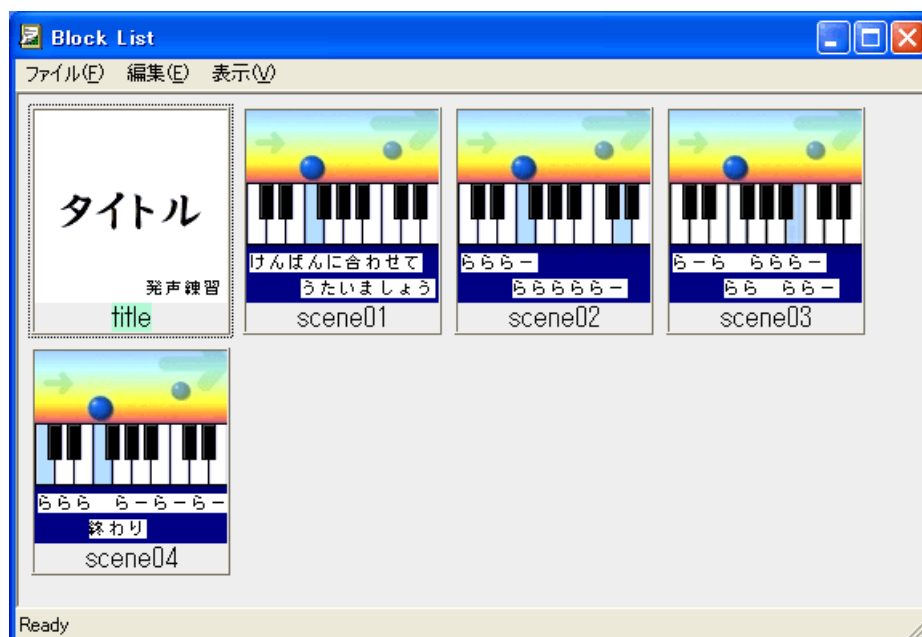 Block List
ファイル(F) 編集(E) 表示(V)
タイトル
発声練習
title
けんばんに合わせて
うたいましょう
scene01
らららー
らららららー
scene02
らーら らららー
らら ららー
scene03
ららら らーらーらー
終わり
scene04
Ready